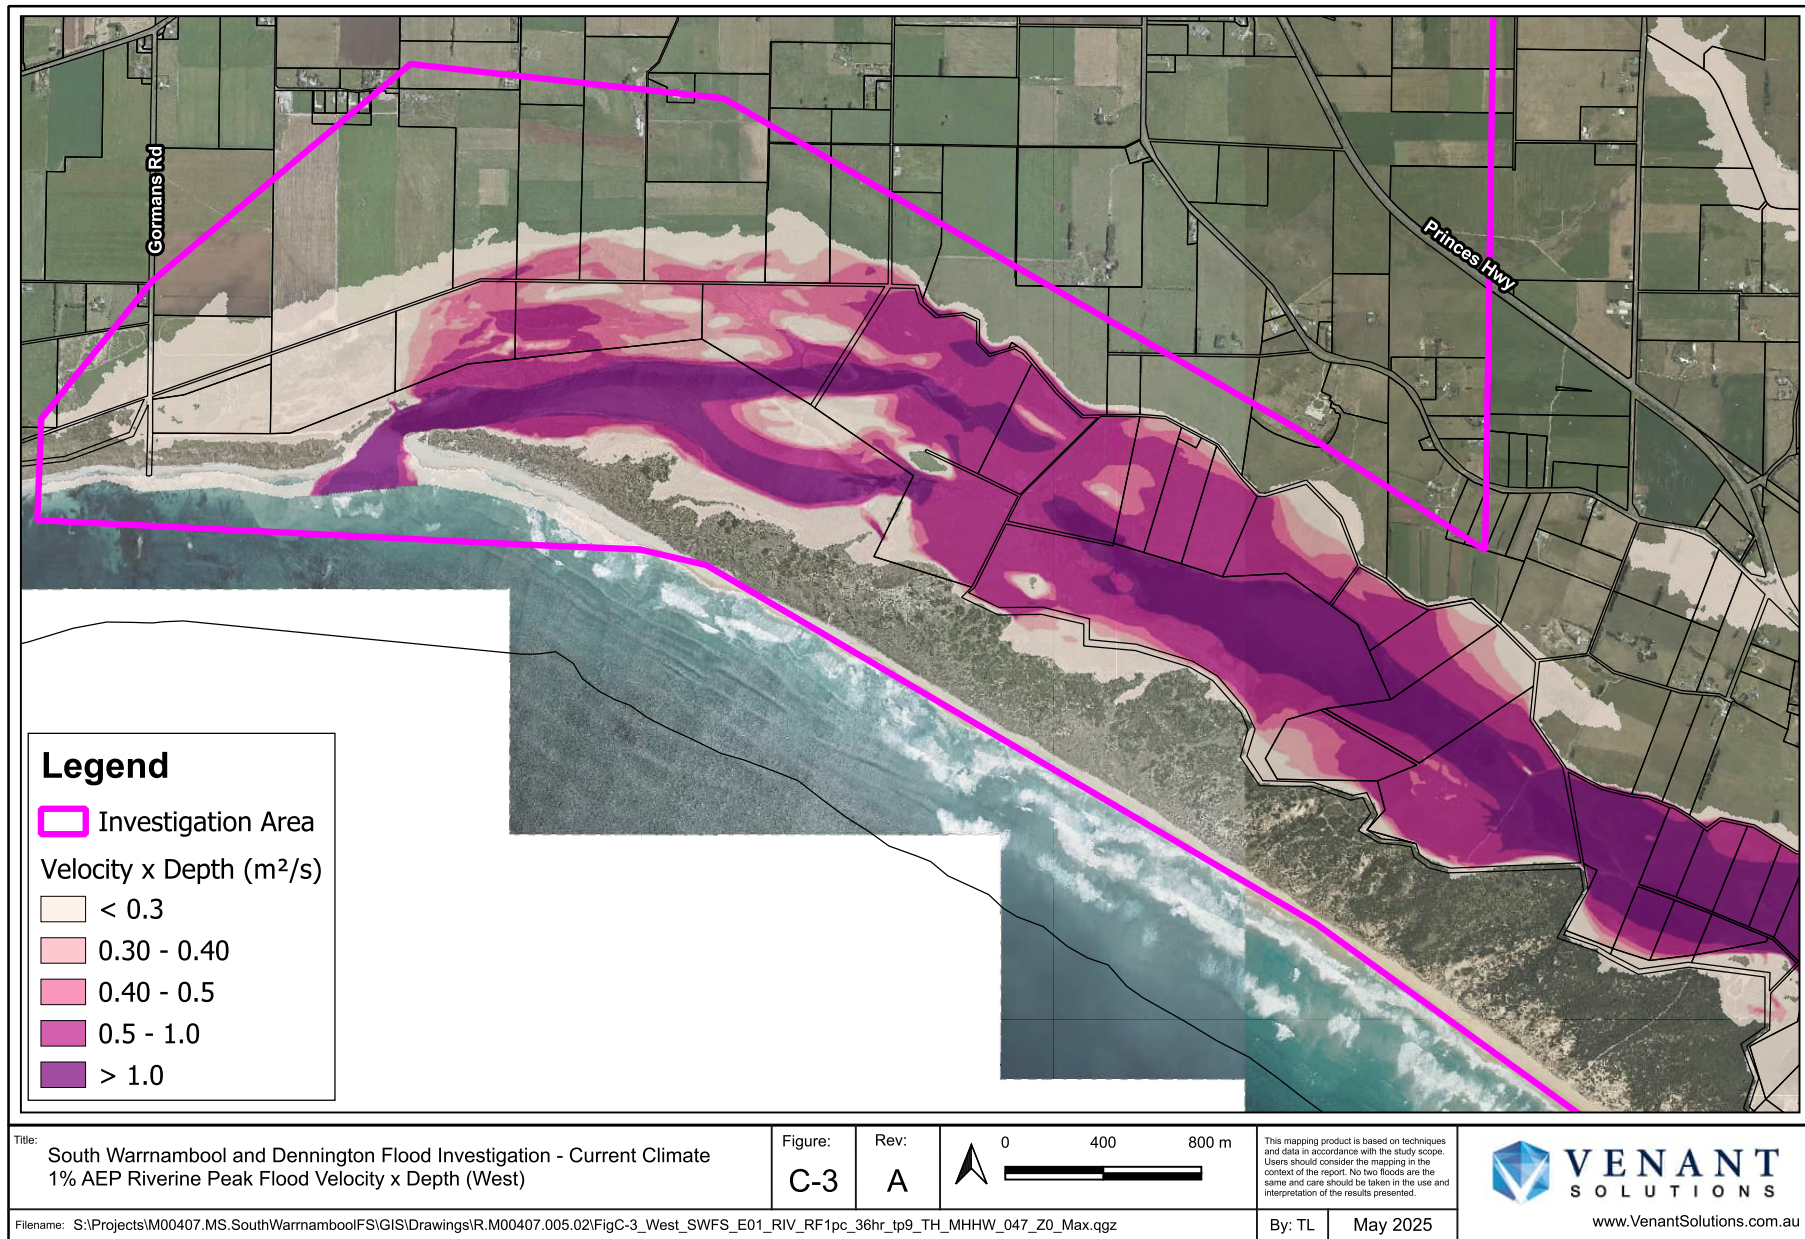 Gormans Rd
Princes Hwy
Legend
Investigation Area
Velocity x Depth (m²/s)
< 0.3
0.30 - 0.40
0.40 - 0.5
0.5 - 1.0
> 1.0
Title:
South Warrnambool and Dennington Flood Investigation - Current Climate
1% AEP Riverine Peak Flood Velocity x Depth (West)
Figure:
C-3
Rev:
A
0 400 800 m
This mapping product is based on techniques
and data in accordance with the study scope.
Users should consider the mapping in the
context of the report. No two floods are the
same and care should be taken in the use and
interpretation of the results presented.
VENANT
SOLUTIONS
www.VenantSolutions.com.au
Filename: S:\Projects\M00407.MS.SouthWarrnamboolFS\GIS\Drawings\R.M00407.005.02\FigC-3_West_SWFS_E01_RIV_RF1pc_36hr_tp9_TH_MHHW_047_Z0_Max.qgz
By: TL
May 2025